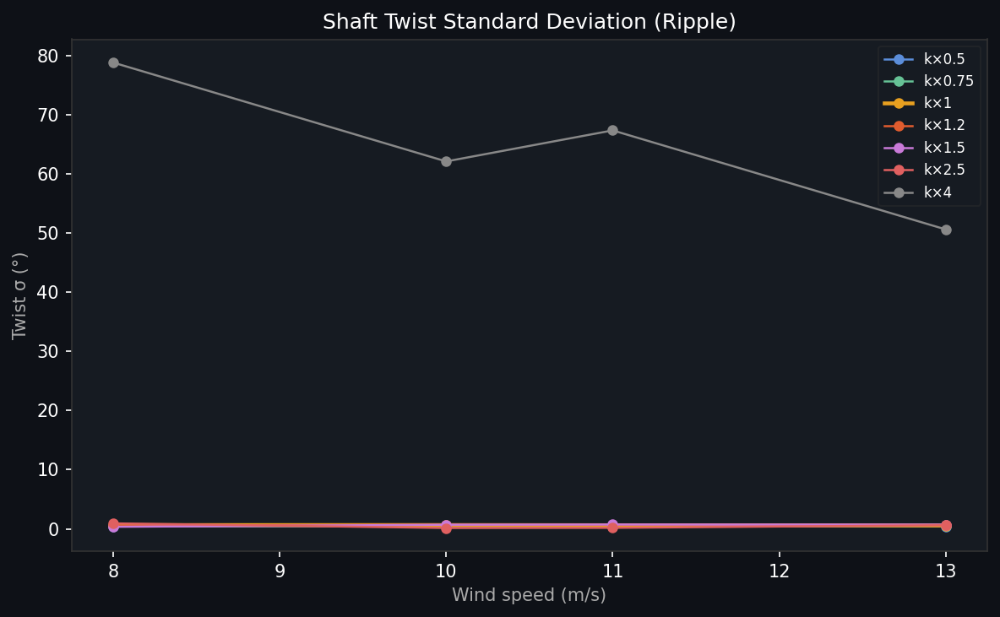 Shaft Twist Standard Deviation (Ripple)
80
70
60
50
40
30
20
10
0
Twist σ (°)
k×0.5
k×0.75
k×1
k×1.2
k×1.5
k×2.5
k×4
8
9
10
11
12
13
Wind speed (m/s)